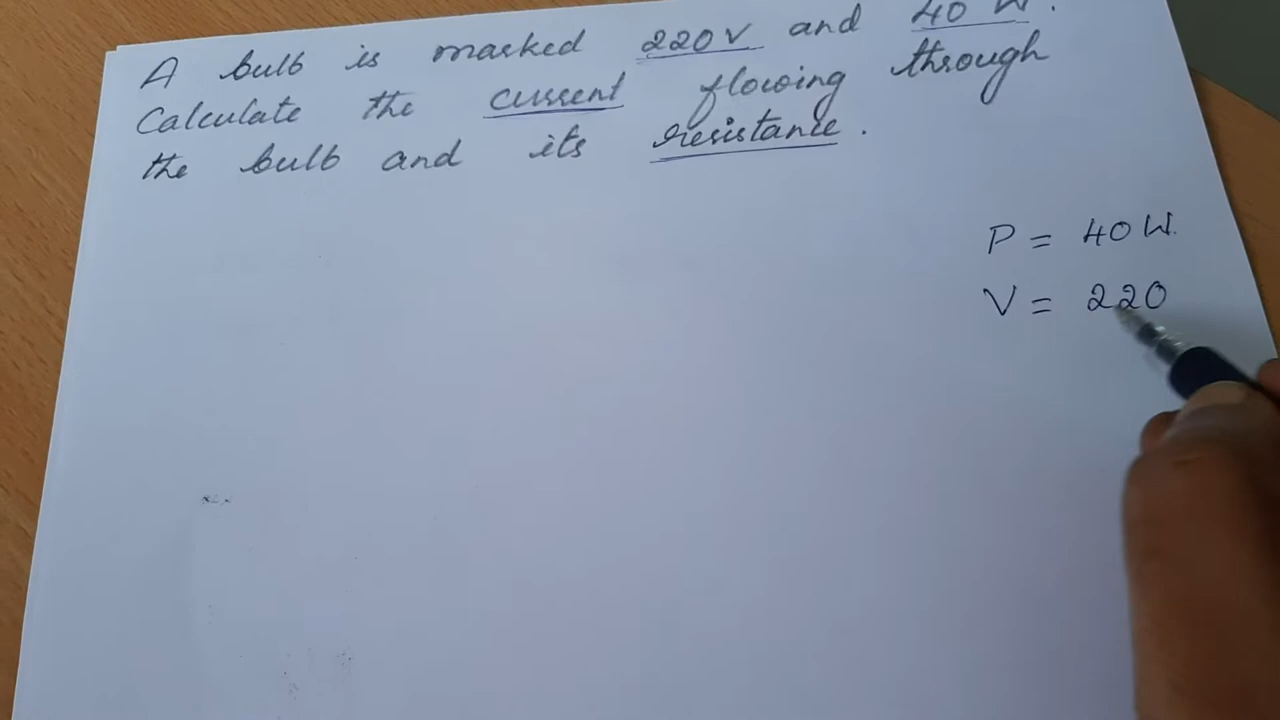 A bulb is marked 220V and 40 W.
Calculate the current flowing through
the bulb and its resistance.
P = 40 W.
V = 220